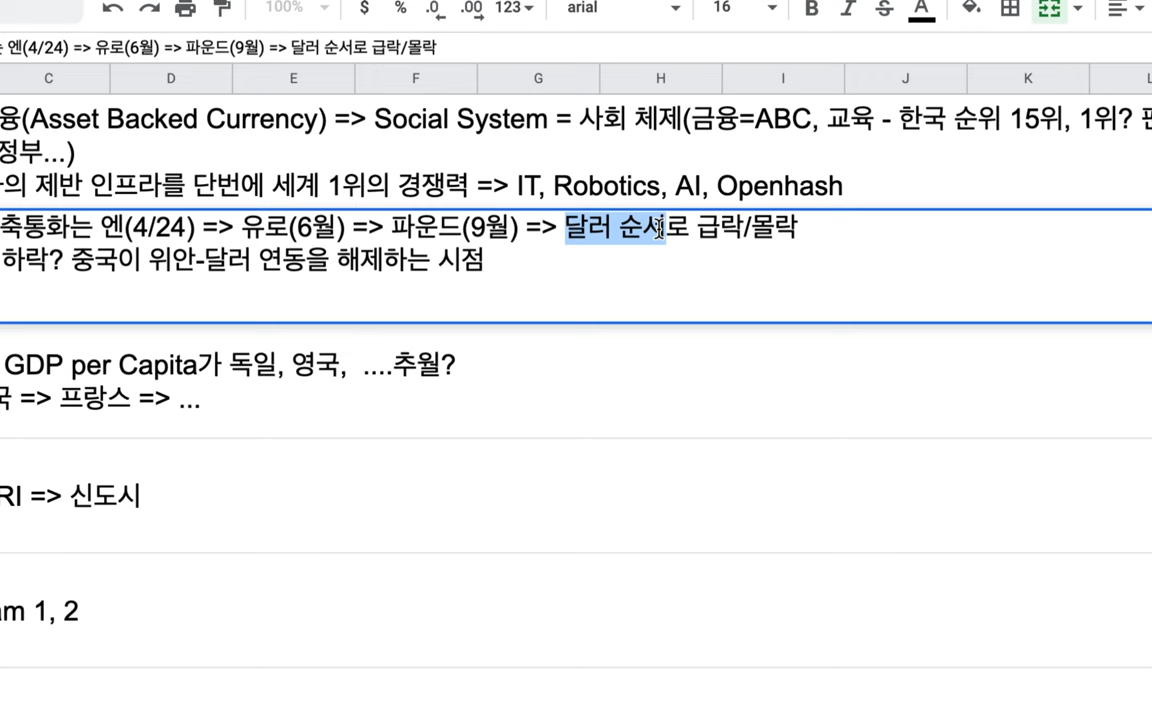 100% $ % .0 .00 123 arial 16 B I S A
엔(4/24) => 유로(6월) => 파운드(9월) => 달러 순서로 급락/몰락
C D E F G H I J K L
융(Asset Backed Currency) => Social System = 사회 체제(금융=ABC, 교육 - 한국 순위 15위, 1위?
정부...)
의 제반 인프라를 단번에 세계 1위의 경쟁력 => IT, Robotics, AI, Openhash
축통화는 엔(4/24) => 유로(6월) => 파운드(9월) => 달러 순서로 급락/몰락
하락? 중국이 위안-달러 연동을 해제하는 시점
GDP per Capita가 독일, 영국, ....추월?
국 => 프랑스 => ...
RI => 신도시
am 1, 2